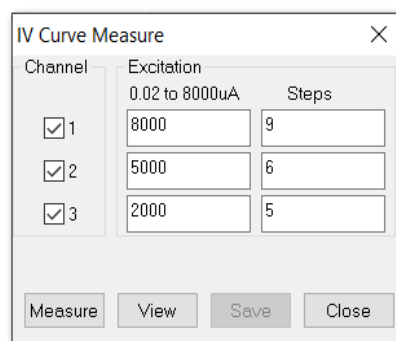 IV Curve Measure
Channel Excitation
0.02 to 8000uA Steps
1 8000 9
2 5000 6
3 2000 5
Measure View Save Close